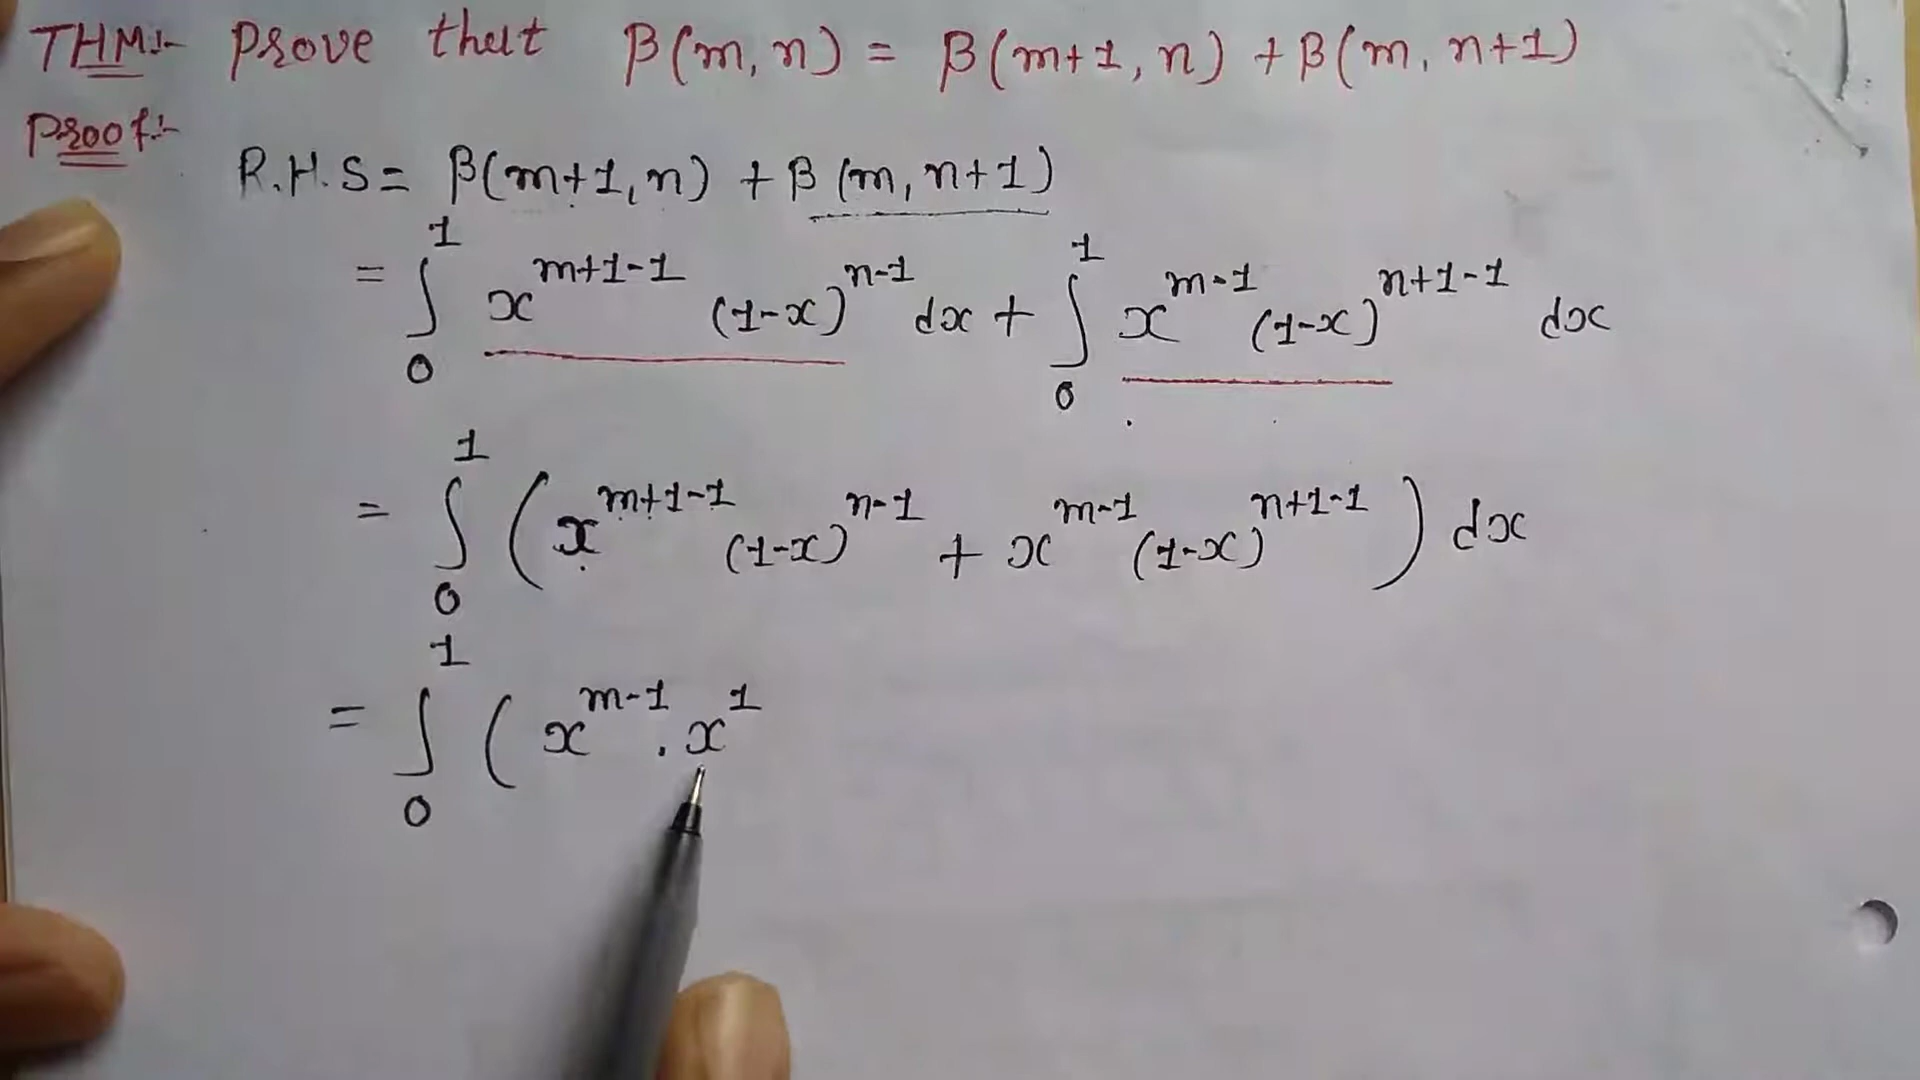 THM:- Prove that β(m, n) = β(m+1, n) + β(m, n+1)
Proof:-
R.H.S = β(m+1, n) + β(m, n+1)
= ∫₀¹ x^{m+1-1} (1-x)^{n-1} dx + ∫₀¹ x^{m-1} (1-x)^{n+1-1} dx
= ∫₀¹ ( x^{m+1-1} (1-x)^{n-1} + x^{m-1} (1-x)^{n+1-1} ) dx
= ∫₀¹ ( x^{m-1} . x^1